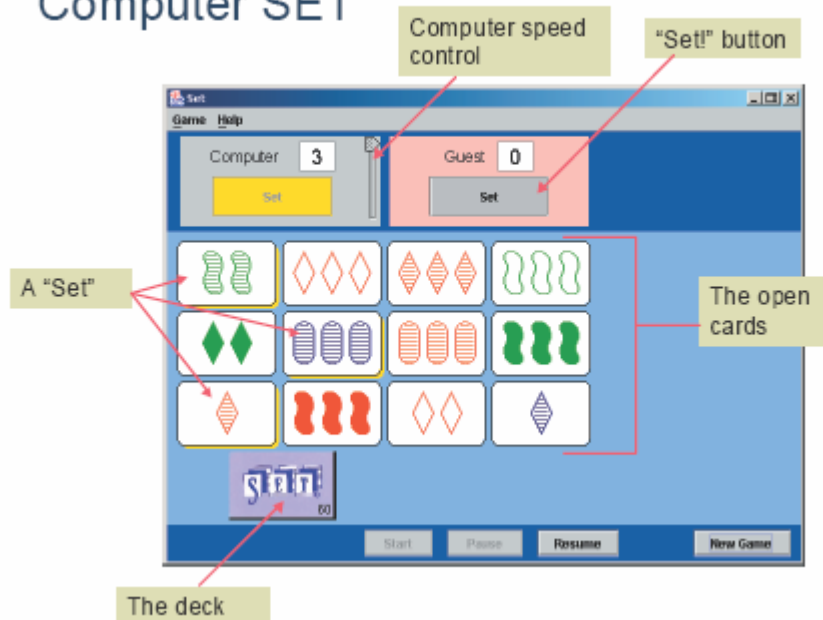 Computer SET
Computer speed
control
"Set!" button
Set
Game Help
Computer 3
Guest 0
Set
Set
A "Set"
The open
cards
SET
60
Start Pause Resume New Game
The deck